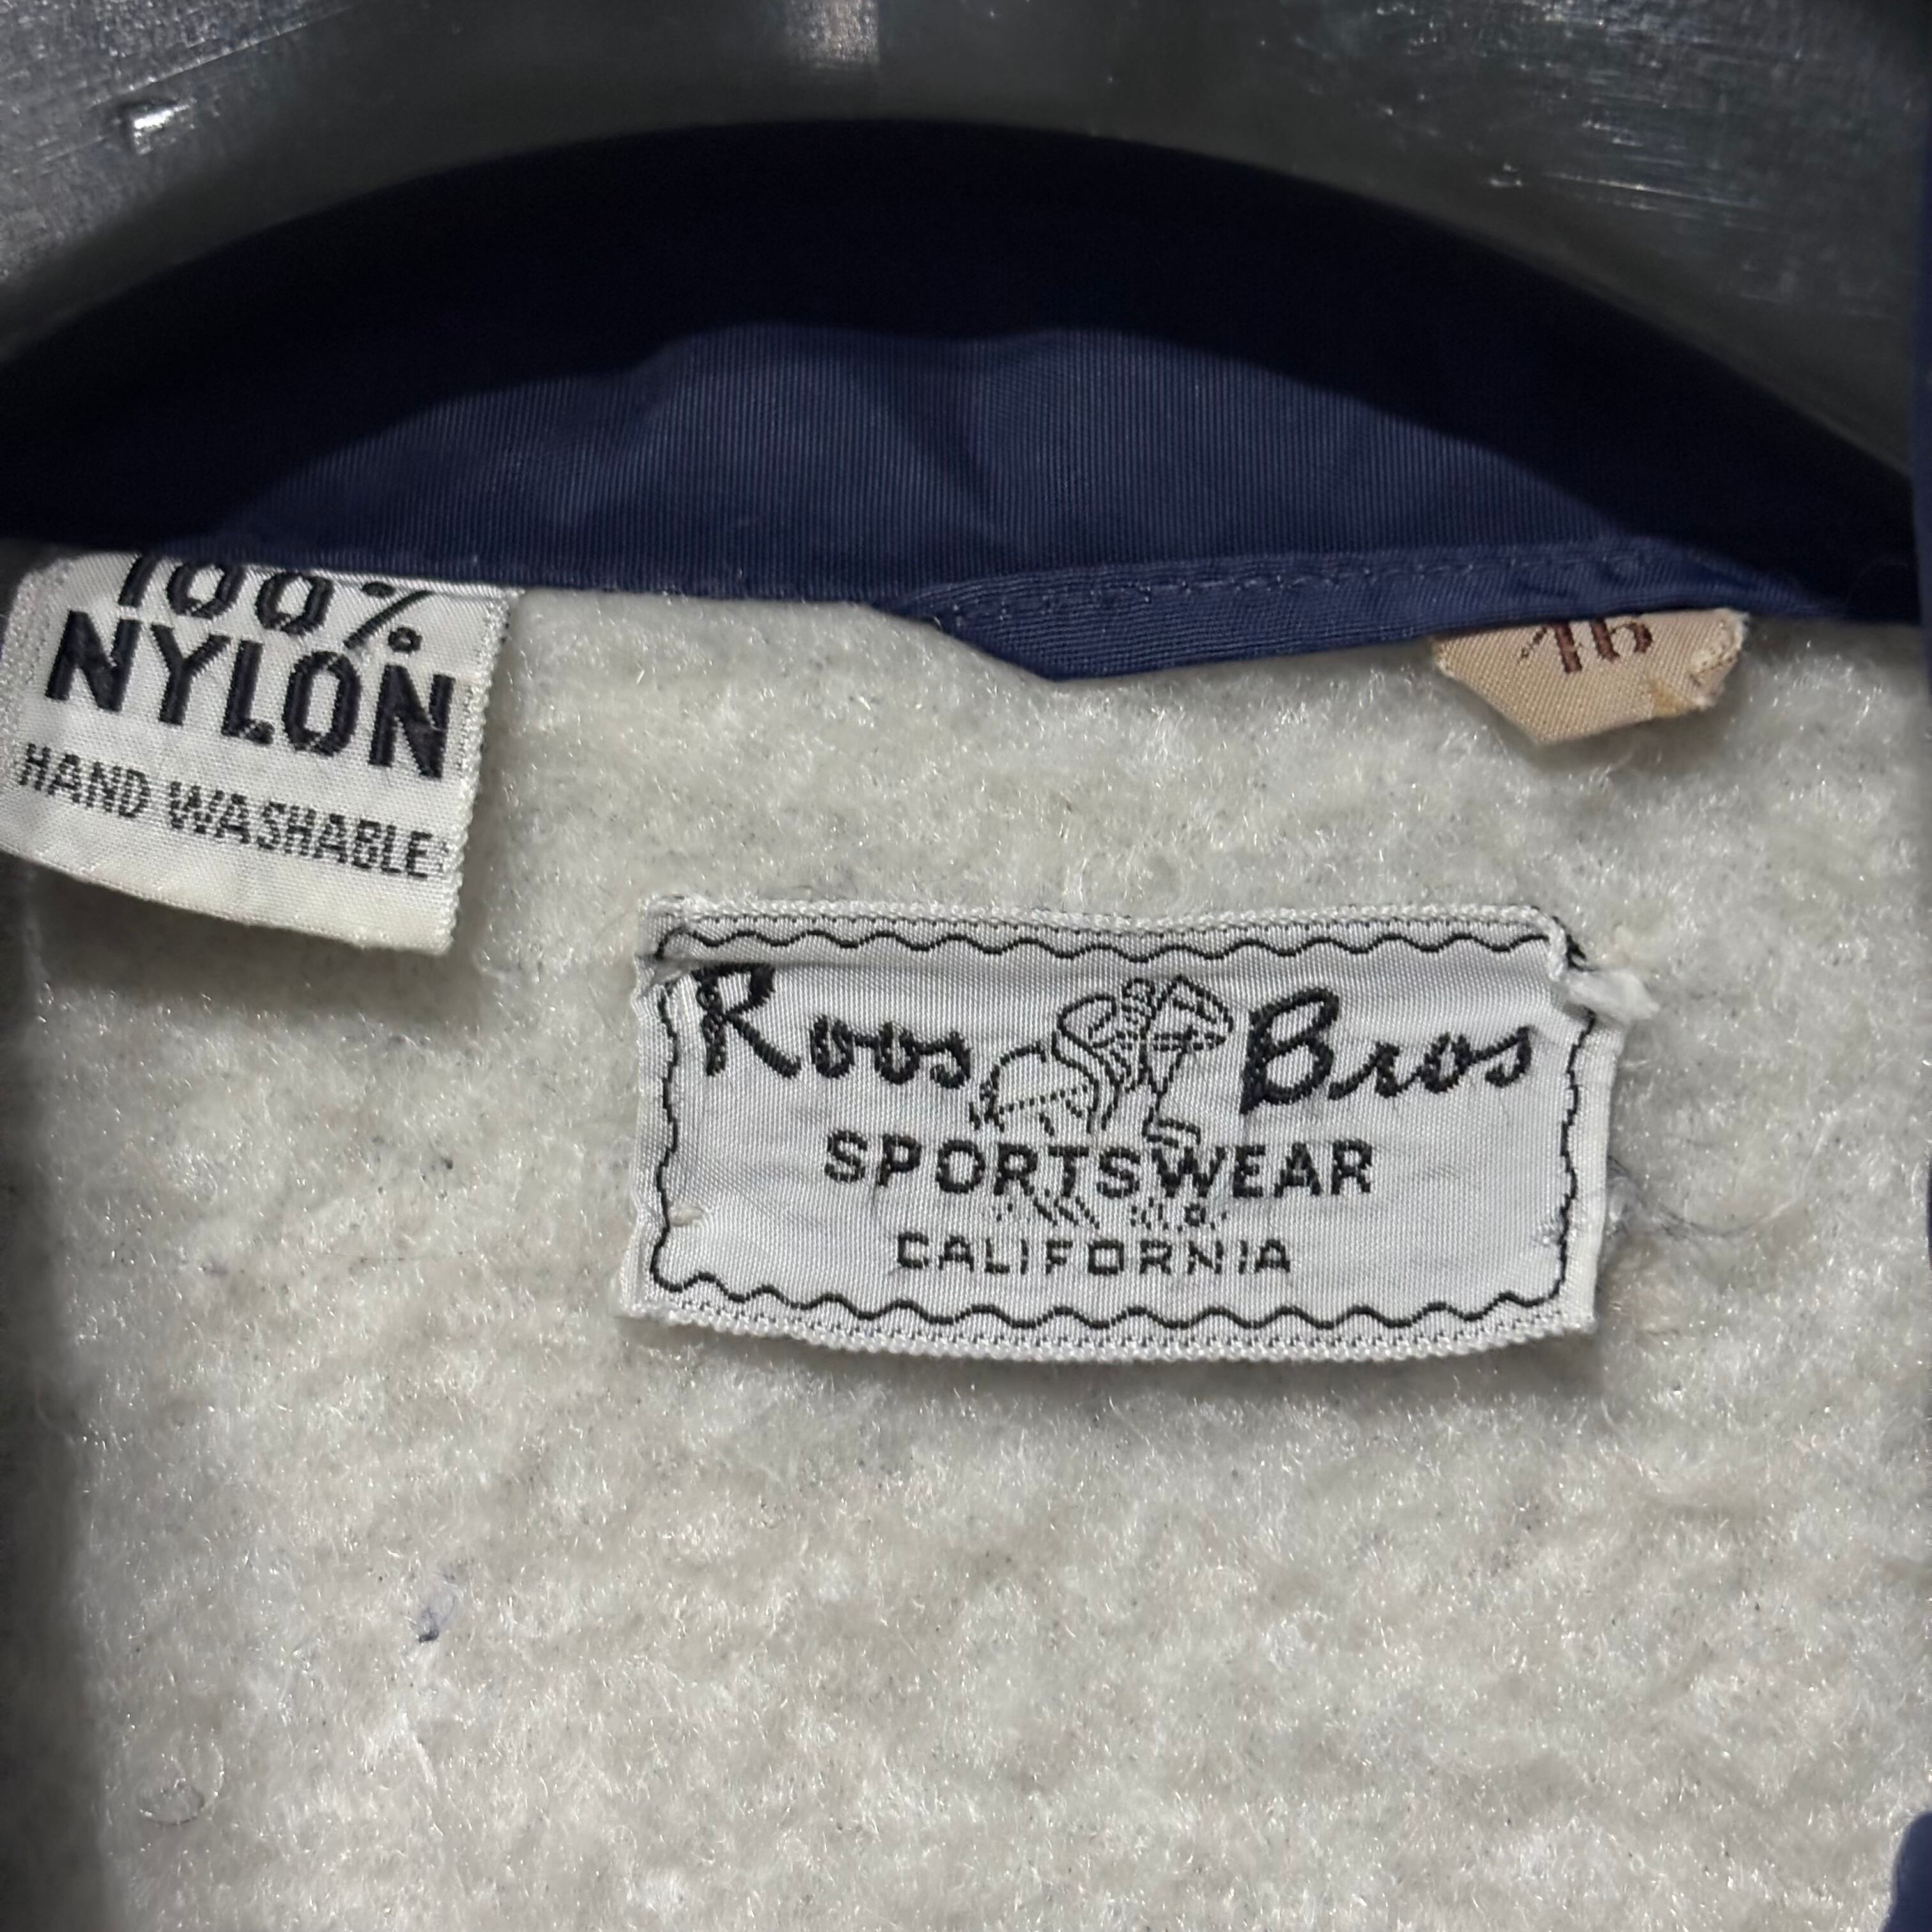 100%
NYLON
HAND WASHABLE
16
Roos Bros
SPORTSWEAR
CALIFORNIA